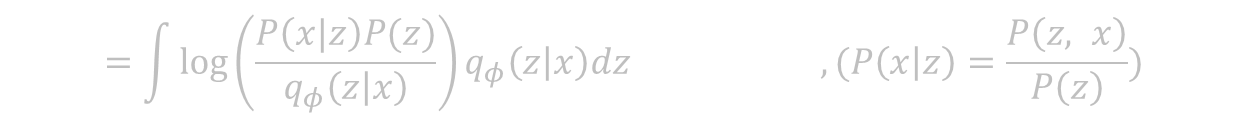 = ∫ log( P(x|z)P(z) / q_ϕ(z|x) ) q_ϕ(z|x)dz , (P(x|z) = P(z, x) / P(z) )